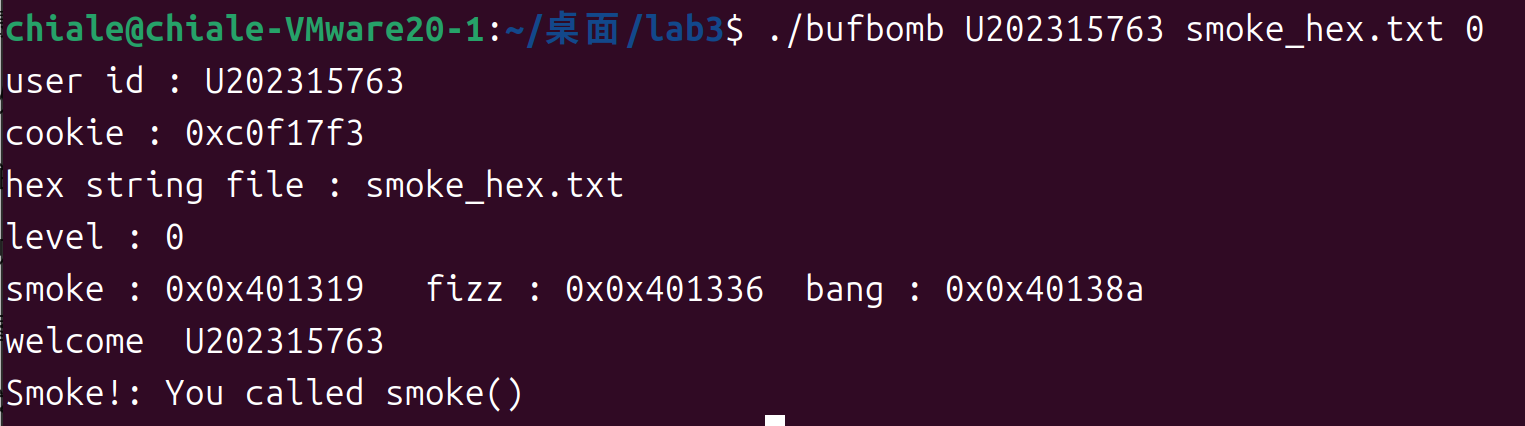 chiale@chiale-VMware20-1:~/桌面/lab3$ ./bufbomb U202315763 smoke_hex.txt 0
user id : U202315763
cookie : 0xc0f17f3
hex string file : smoke_hex.txt
level : 0
smoke : 0x0x401319   fizz : 0x0x401336  bang : 0x0x40138a
welcome  U202315763
Smoke!: You called smoke()